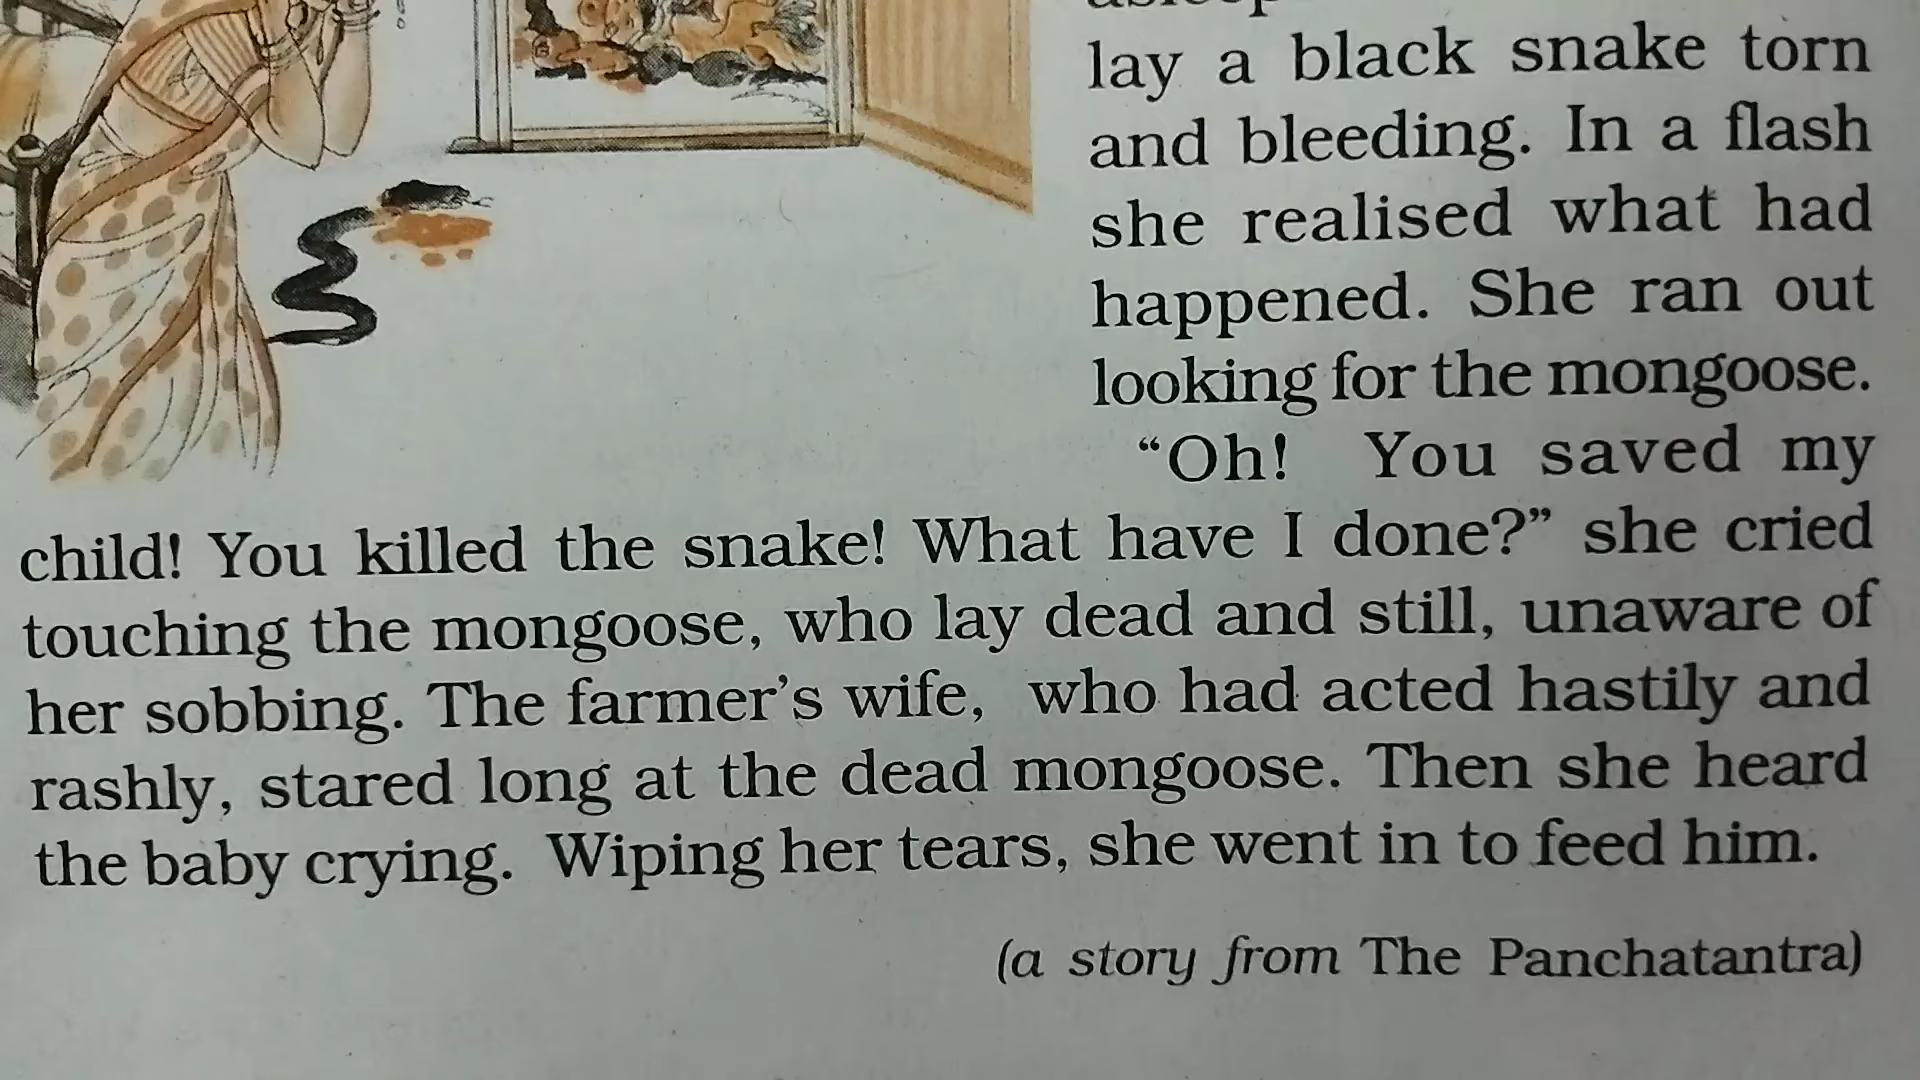 lay a black snake torn
and bleeding. In a flash
she realised what had
happened. She ran out
looking for the mongoose.
“Oh! You saved my
child! You killed the snake! What have I done?” she cried
touching the mongoose, who lay dead and still, unaware of
her sobbing. The farmer’s wife, who had acted hastily and
rashly, stared long at the dead mongoose. Then she heard
the baby crying. Wiping her tears, she went in to feed him.
(a story from The Panchatantra)